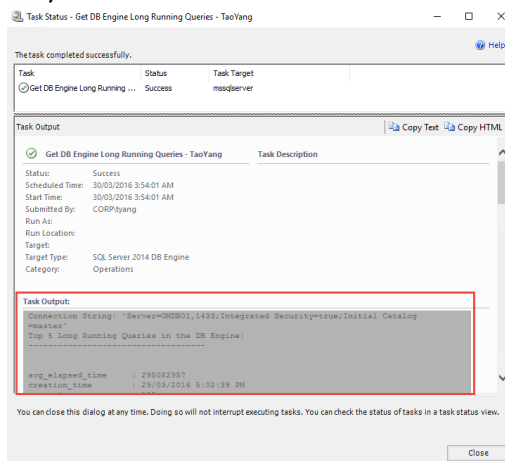 Task Status - Get DB Engine Long Running Queries - TaoYang
Help
The task completed successfully.
Task Status Task Target
Get DB Engine Long Running ... Success mssqlserver
Task Output Copy Text Copy HTML
Get DB Engine Long Running Queries - TaoYang Task Description
Status: Success
Scheduled Time: 30/03/2016 3:54:01 AM
Start Time: 30/03/2016 3:54:01 AM
Submitted By: CORP\tyang
Run As:
Run Location:
Target:
Target Type: SQL Server 2014 DB Engine
Category: Operations
Task Output:
Connection String: 'Server=OMDB01,1433;Integrated Security=true;Initial Catalog
=master'
Top 5 Long Running Queries in the DB Engine:
-----------------------------------
avg_elapsed_time : 295082957
creation_time : 29/03/2016 5:02:39 PM
You can close this dialog at any time. Doing so will not interrupt executing tasks. You can check the status of tasks in a task status view.
Close